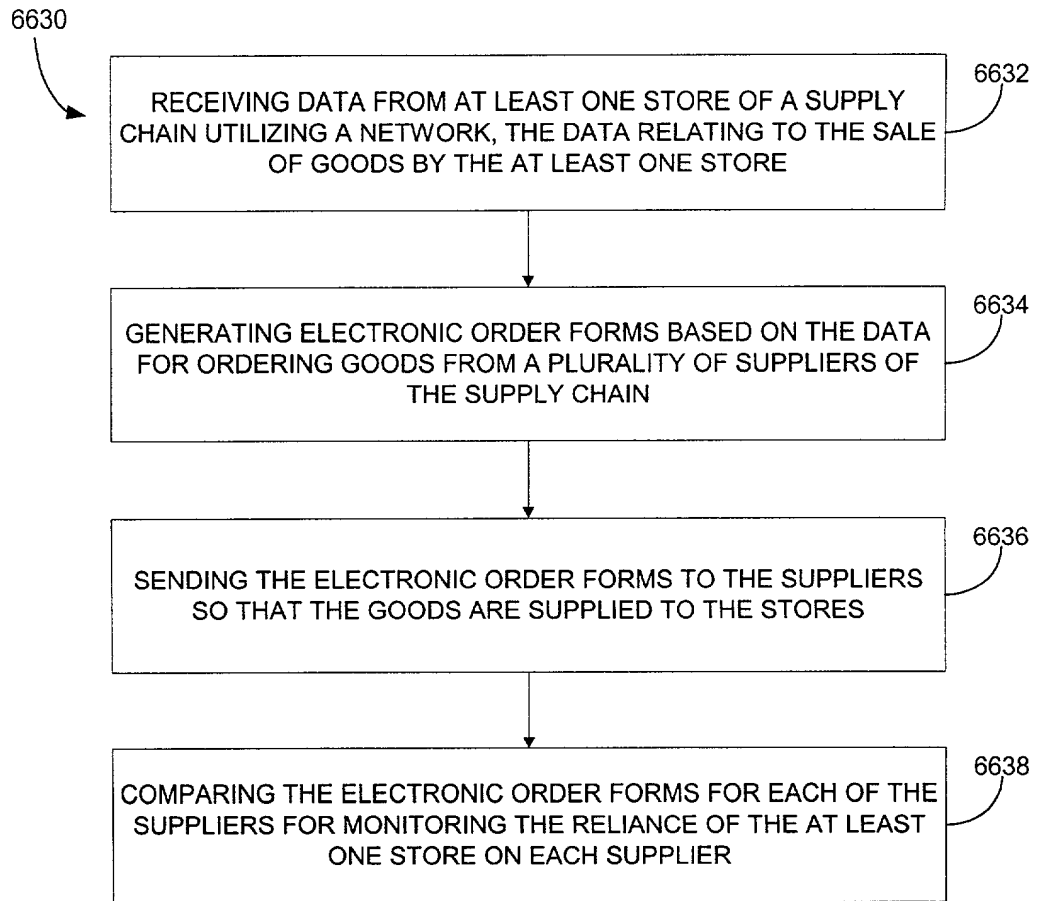 6630
6632
RECEIVING DATA FROM AT LEAST ONE STORE OF A SUPPLY
CHAIN UTILIZING A NETWORK, THE DATA RELATING TO THE SALE
OF GOODS BY THE AT LEAST ONE STORE
6634
GENERATING ELECTRONIC ORDER FORMS BASED ON THE DATA
FOR ORDERING GOODS FROM A PLURALITY OF SUPPLIERS OF
THE SUPPLY CHAIN
6636
SENDING THE ELECTRONIC ORDER FORMS TO THE SUPPLIERS
SO THAT THE GOODS ARE SUPPLIED TO THE STORES
6638
COMPARING THE ELECTRONIC ORDER FORMS FOR EACH OF THE
SUPPLIERS FOR MONITORING THE RELIANCE OF THE AT LEAST
ONE STORE ON EACH SUPPLIER